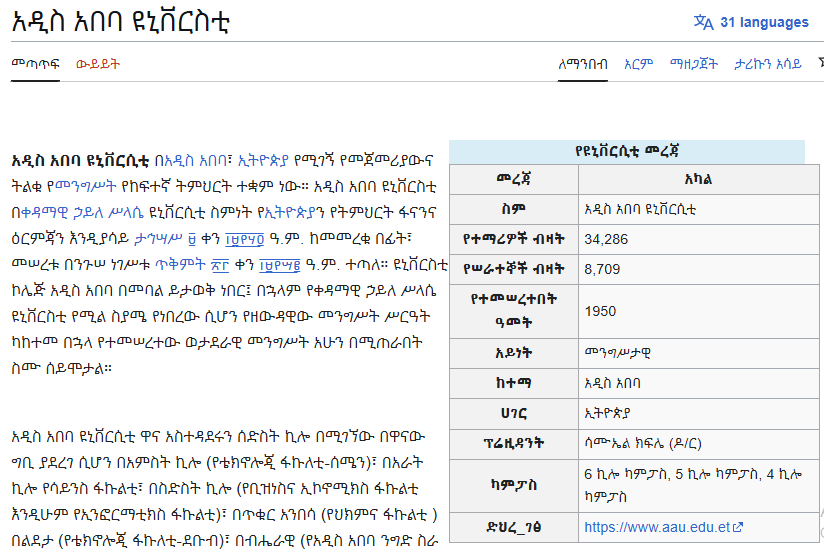 አዲስ አበባ ዩኒቨርስቲ
31 languages
መጣጥፍ
ውይይት
ለማንበብ
አርም
ማዘጋጀት
ታሪኩን አሳይ
አዲስ አበባ ዩኒቨርሲቲ በአዲስ አበባ፣ ኢትዮጵያ የሚገኝ የመጀመሪያውና
ትልቁ የመንግሥት የከፍተኛ ትምህርት ተቋም ነው። አዲስ አበባ ዩኒቨርስቲ
በቀዳማዊ ኃይለ ሥላሴ ዩኒቨርሲቲ ስምነት የኢትዮጵያን የትምህርት ፋናንና
ዕርምጃን እንዲያሳይ ታኅሣሥ ፱ ቀን ፲፱፻፶፬ ዓ.ም. ከመመረቁ በፊት፣
መሠረቱ በንጉሠ ነገሥቱ ጥቅምት ፳፫ ቀን ፲፱፻፵፪ ዓ.ም. ተጣለ። ዩኒቨርስቲ
ኮሌጅ አዲስ አበባ በመባል ይታወቅ ነበር፤ በኋላም የቀዳማዊ ኃይለ ሥላሴ
ዩኒቨርስቲ የሚል ስያሜ የነበረው ሲሆን የዘውዳዊው መንግሥት ሥርዓት
ካከተመ በኋላ የተመሠረተው ወታደራዊ መንግሥት አሁን በሚጠራበት
ስሙ ሰይሞታል።
አዲስ አበባ ዩኒቨርሲቲ ዋና አስተዳደሩን ሰድስት ኪሎ በሚገኘው በዋናው
ግቢ ያደረገ ሲሆን በአምስት ኪሎ (የቴክኖሎጂ ፋኩለቲ-ሰሜን)፣ በአራት
ኪሎ የሳይንስ ፋኩልቲ፣ በስድስት ኪሎ (የቢዝነስና ኢኮኖሚክስ ፋኩልቲ
እንዲሁም የኢንፎርማቲክስ ፋኩልቲ)፣ በጥቁር አንበሳ (የህክምና ፋኩልቲ )
በልደታ (የቴክኖሎጂ ፋኩልቲ-ደቡብ)፣ በብሔራዊ (የአዲስ አበባ ንግድ ስራ
የዩኒቨርሲቲ መረጃ
መረጃ አካል
ስም አዲስ አበባ ዩኒቨርስቲ
የተማሪዎች ብዛት 34,286
የሠራተኞች ብዛት 8,709
የተመሠረተበት
ዓመት 1950
አይነት መንግሥታዊ
ከተማ አዲስ አበባ
ሀገር ኢትዮጵያ
ፕሬዚዳንት ሳሙኤል ክፍሌ (ዶ/ር)
ካምፓስ 6 ኪሎ ካምፓስ, 5 ኪሎ ካምፓስ, 4 ኪሎ
ካምፓስ
ድህረ_ገፅ https://www.aau.edu.et